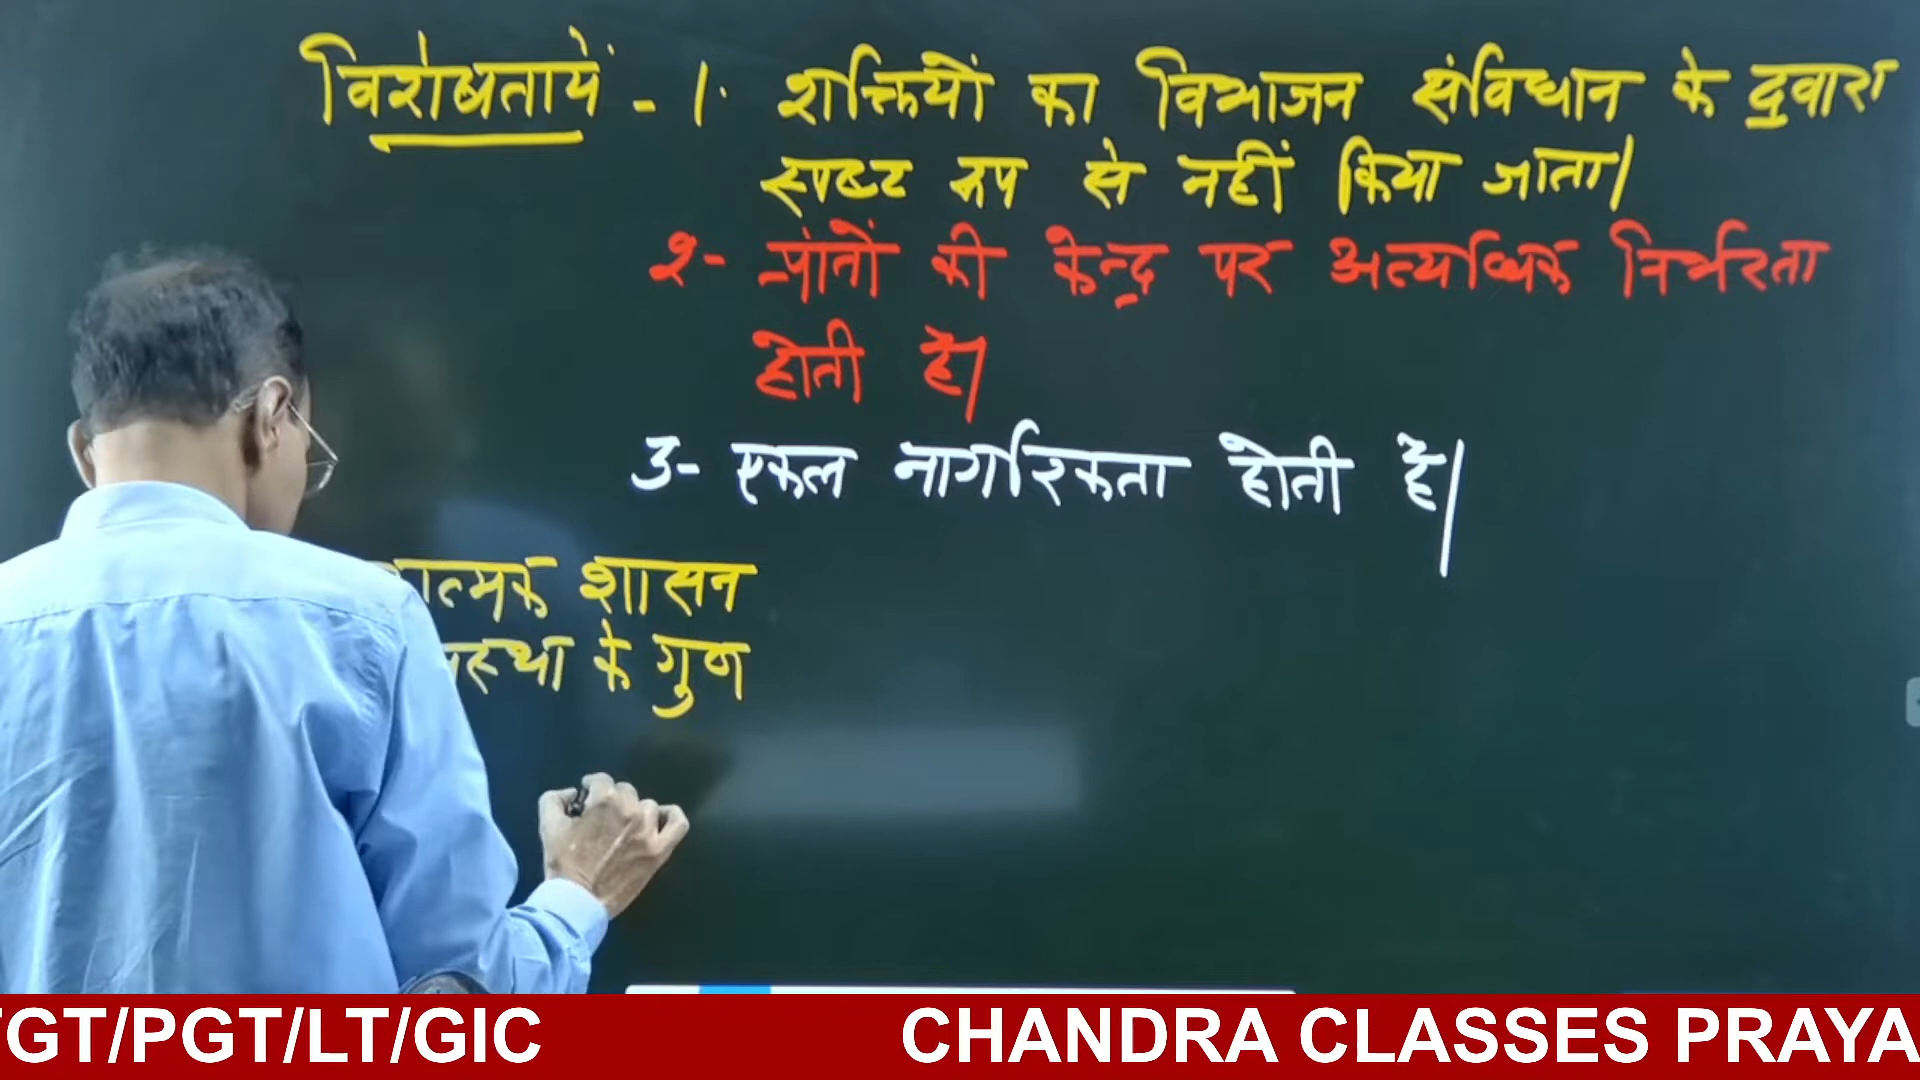 विशेषतायें - 1. शक्तियों का विभाजन संविधान के दुवारा
स्पष्ट रूप से नहीं किया जाता।
2- प्रांतों की केन्द्र पर अत्यधिक निर्भरता
होती है।
3- एकल नागरिकता होती है।
शासन
के गुण
TGT/PGT/LT/GIC CHANDRA CLASSES PRAYA